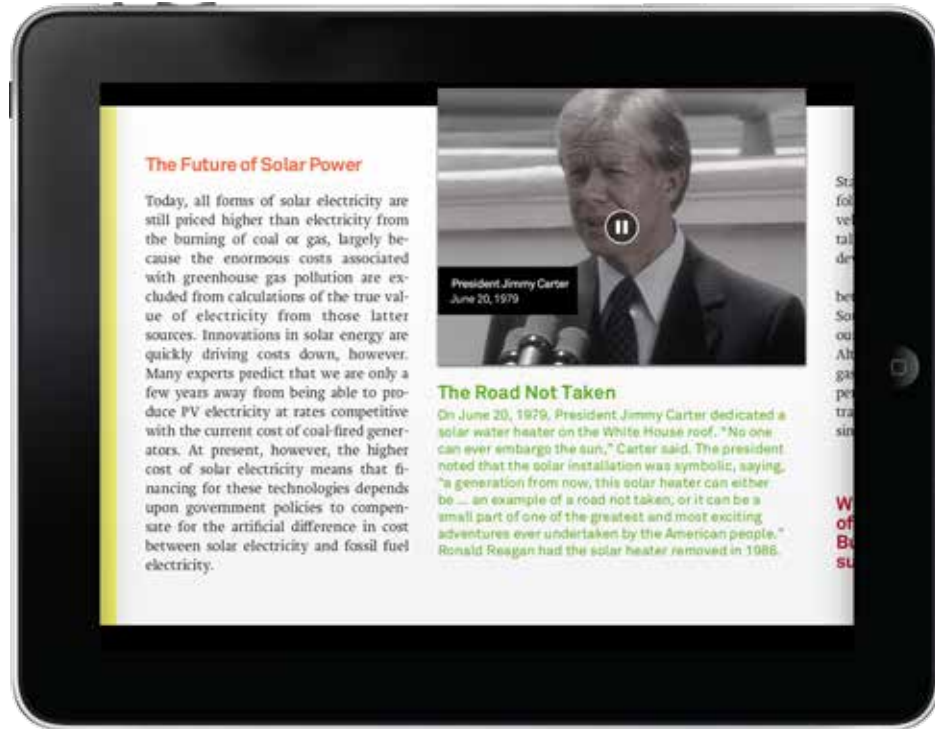 The Future of Solar Power
Today, all forms of solar electricity are
still priced higher than electricity from
the burning of coal or gas, largely be-
cause the enormous costs associated
with greenhouse gas pollution are ex-
cluded from calculations of the true val-
ue of electricity from those latter
sources. Innovations in solar energy are
quickly driving costs down, however.
Many experts predict that we are only a
few years away from being able to pro-
duce PV electricity at rates competitive
with the current cost of coal-fired gener-
ators. At present, however, the higher
cost of solar electricity means that fi-
nancing for these technologies depends
upon government policies to compen-
sate for the artificial difference in cost
between solar electricity and fossil fuel
electricity.
President Jimmy Carter
June 20, 1979
The Road Not Taken
On June 20, 1979, President Jimmy Carter dedicated a
solar water heater on the White House roof. "No one
can ever embargo the sun," Carter said. The president
noted that the solar installation was symbolic, saying,
"a generation from now, this solar heater can either
be ... an example of a road not taken, or it can be a
small part of one of the greatest and most exciting
adventures ever undertaken by the American people."
Ronald Reagan had the solar heater removed in 1986.